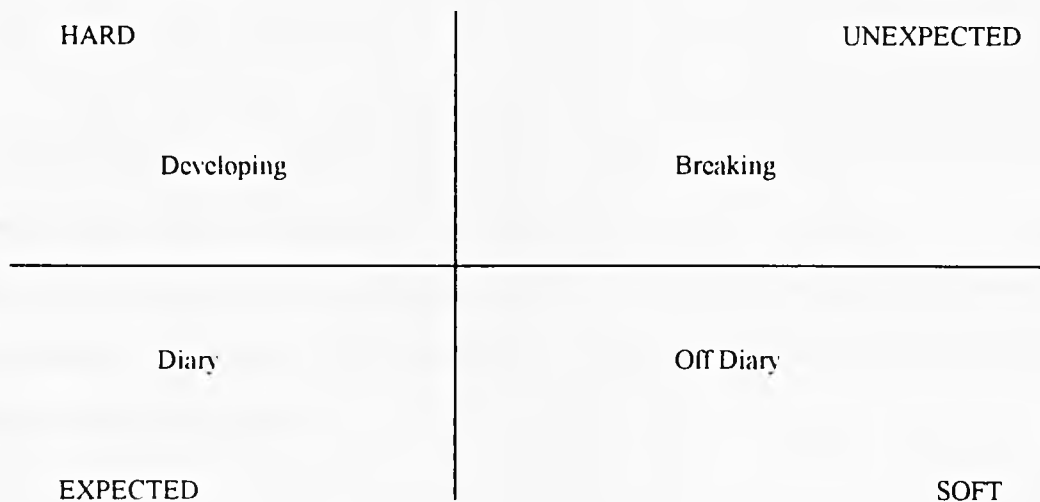 HARD UNEXPECTED
Developing Breaking
Diary Off Diary
EXPECTED SOFT